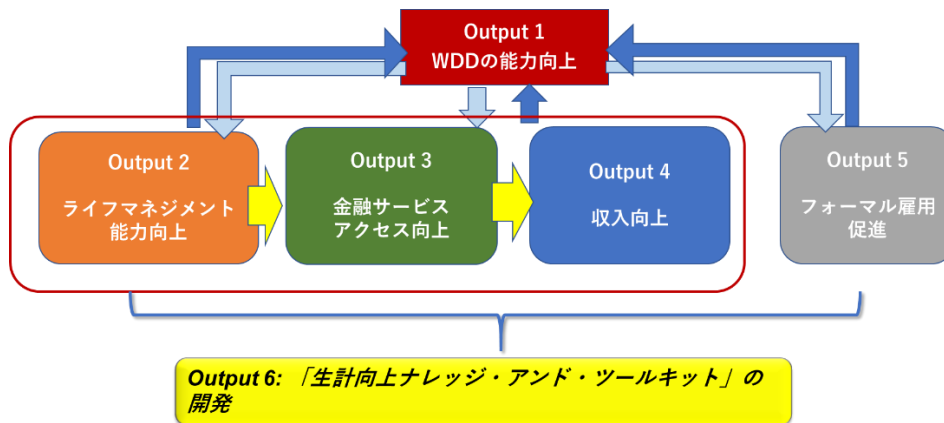 Output 1
WDDの能力向上
Output 2
ライフマネジメント
能力向上
Output 3
金融サービス
アクセス向上
Output 4
収入向上
Output 5
フォーマル雇用
促進
Output 6: 「生計向上ナレッジ・アンド・ツールキット」の
開発